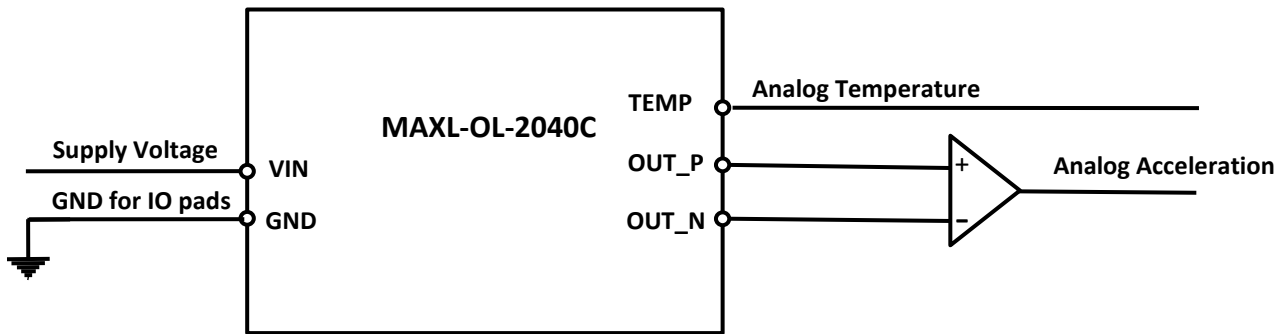 Supply Voltage
GND for IO pads
VIN
GND
MAXL-OL-2040C
TEMP
OUT_P
OUT_N
Analog Temperature
+
−
Analog Acceleration